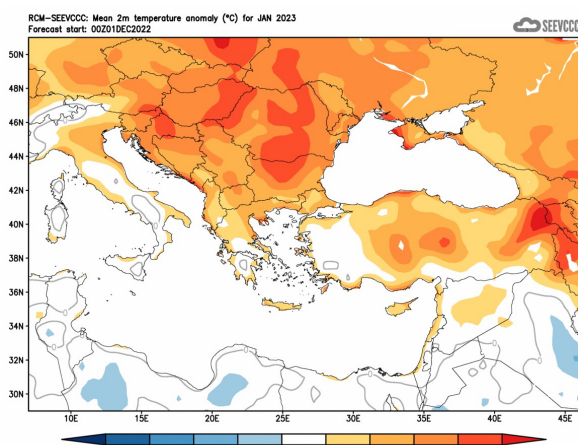 RCM-SEEVCCC: Mean 2m temperature anomaly (°C) for JAN 2023
Forecast start: 00Z01DEC2022
SEEVCCC
50N
48N
46N
44N
42N
40N
38N
36N
34N
32N
30N
10E 15E 20E 25E 30E 35E 40E 45E